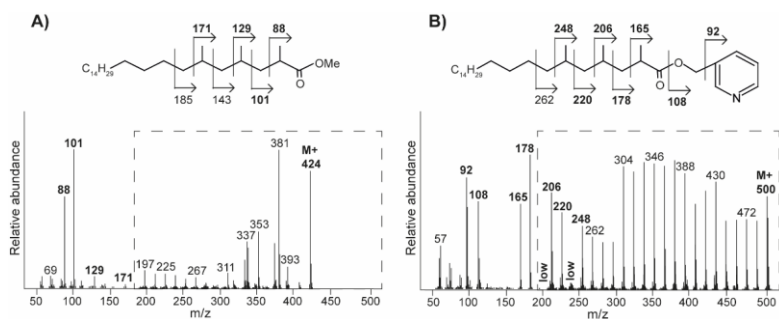 A)
171 129 88
C14H29
OMe
O
185 143 101
Relative abundance
101
88
69
129
171
197
225
267
311
337
353
381
393
M+
424
50 100 150 200 250 300 350 400 450 500
m/z
B)
248 206 165 92
C14H29
O
O
N
262 220 178 108
Relative abundance
57
92
108
165
178
low
206
220
low
248
262
304
346
388
430
472
M+
500
50 100 150 200 250 300 350 400 450 500
m/z